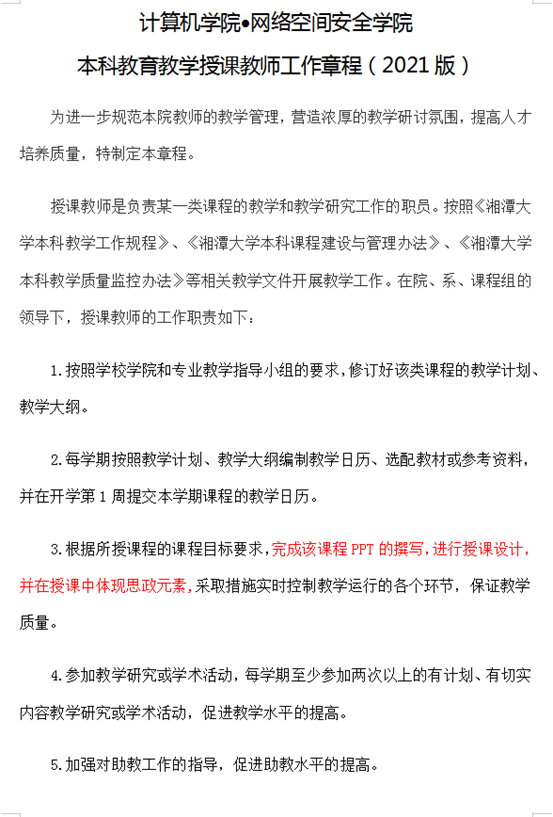 计算机学院•网络空间安全学院
本科教育教学授课教师工作章程（2021 版）
为进一步规范本院教师的教学管理，营造浓厚的教学研讨氛围，提高人才
培养质量，特制定本章程。
授课教师是负责某一类课程的教学和教学研究工作的职员。按照《湘潭大
学本科教学工作规程》、《湘潭大学本科课程建设与管理办法》、《湘潭大学
本科教学质量监控办法》等相关教学文件开展教学工作。在院、系、课程组的
领导下，授课教师的工作职责如下：
1.按照学校学院和专业教学指导小组的要求，修订好该类课程的教学计划、
教学大纲。
2.每学期按照教学计划、教学大纲编制教学日历、选配教材或参考资料，
并在开学第 1 周提交本学期课程的教学日历。
3.根据所授课程的课程目标要求，完成该课程 PPT 的撰写，进行授课设计，
并在授课中体现思政元素，采取措施实时控制教学运行的各个环节，保证教学
质量。
4.参加教学研究或学术活动，每学期至少参加两次以上的有计划、有切实
内容教学研究或学术活动，促进教学水平的提高。
5.加强对助教工作的指导，促进助教水平的提高。